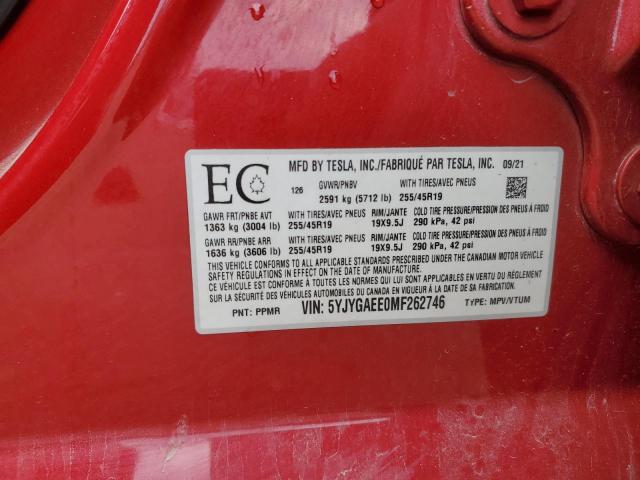 EC
MFD BY TESLA, INC./FABRIQUÉ PAR TESLA, INC. 09/21
126 GVWR/PNBV WITH TIRES/AVEC PNEUS
2591 kg (5712 lb) 255/45R19
GAWR FRT/PNBE AVT WITH TIRES/AVEC PNEUS RIM/JANTE COLD TIRE PRESSURE/PRESSION DES PNEUS À FROID
1363 kg (3004 lb) 255/45R19 19X9.5J 290 kPa, 42 psi
GAWR RR/PNBE ARR WITH TIRES/AVEC PNEUS RIM/JANTE COLD TIRE PRESSURE/PRESSION DES PNEUS À FROID
1636 kg (3606 lb) 255/45R19 19X9.5J 290 kPa, 42 psi
THIS VEHICLE CONFORMS TO ALL APPLICABLE STANDARDS PRESCRIBED UNDER THE CANADIAN MOTOR VEHICLE
SAFETY REGULATIONS IN EFFECT ON THE DATE OF MANUFACTURE
CE VÉHICULE EST CONFORME À TOUTES LES NORMES QUI LUI SONT APPLICABLES EN VERTU DU RÈGLEMENT
SUR LA SÉCURITÉ DES VÉHICULES AUTOMOBILES DU CANADA EN VIGUEUR À LA DATE DE SA FABRICATION
PNT: PPMR VIN: 5YJYGAEE0MF262746 TYPE: MPV/VTUM